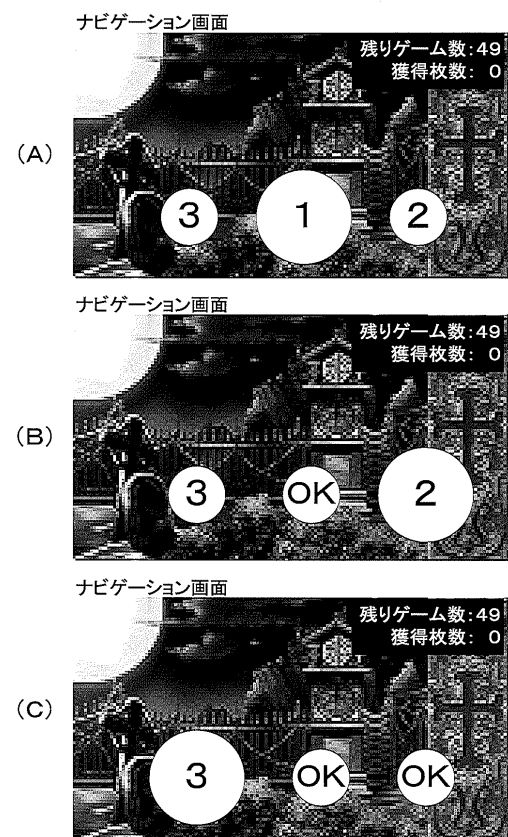 ナビゲーション画面
残りゲーム数:49
獲得枚数: 0
(A)
3 1 2
ナビゲーション画面
残りゲーム数:49
獲得枚数: 0
(B)
3 OK 2
ナビゲーション画面
残りゲーム数:49
獲得枚数: 0
(C)
3 OK OK